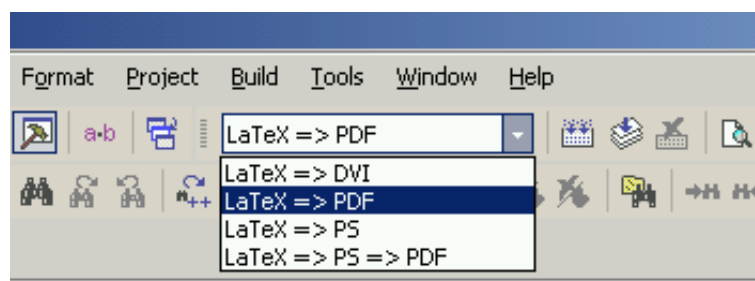 Format Project Build Tools Window Help
a·b LaTeX => PDF
LaTeX => DVI
++ LaTeX => PDF
LaTeX => PS
LaTeX => PS => PDF